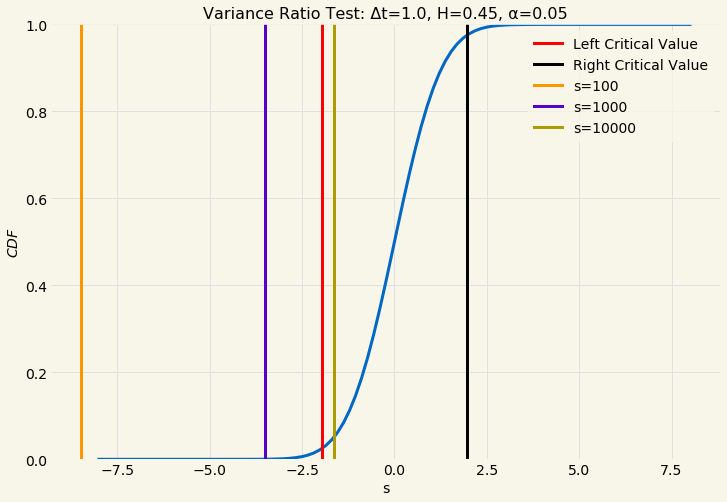 Variance Ratio Test: Δt=1.0, H=0.45, α=0.05
Left Critical Value
Right Critical Value
s=100
s=1000
s=10000
CDF
1.0
0.8
0.6
0.4
0.2
0.0
−7.5
−5.0
−2.5
0.0
2.5
5.0
7.5
s